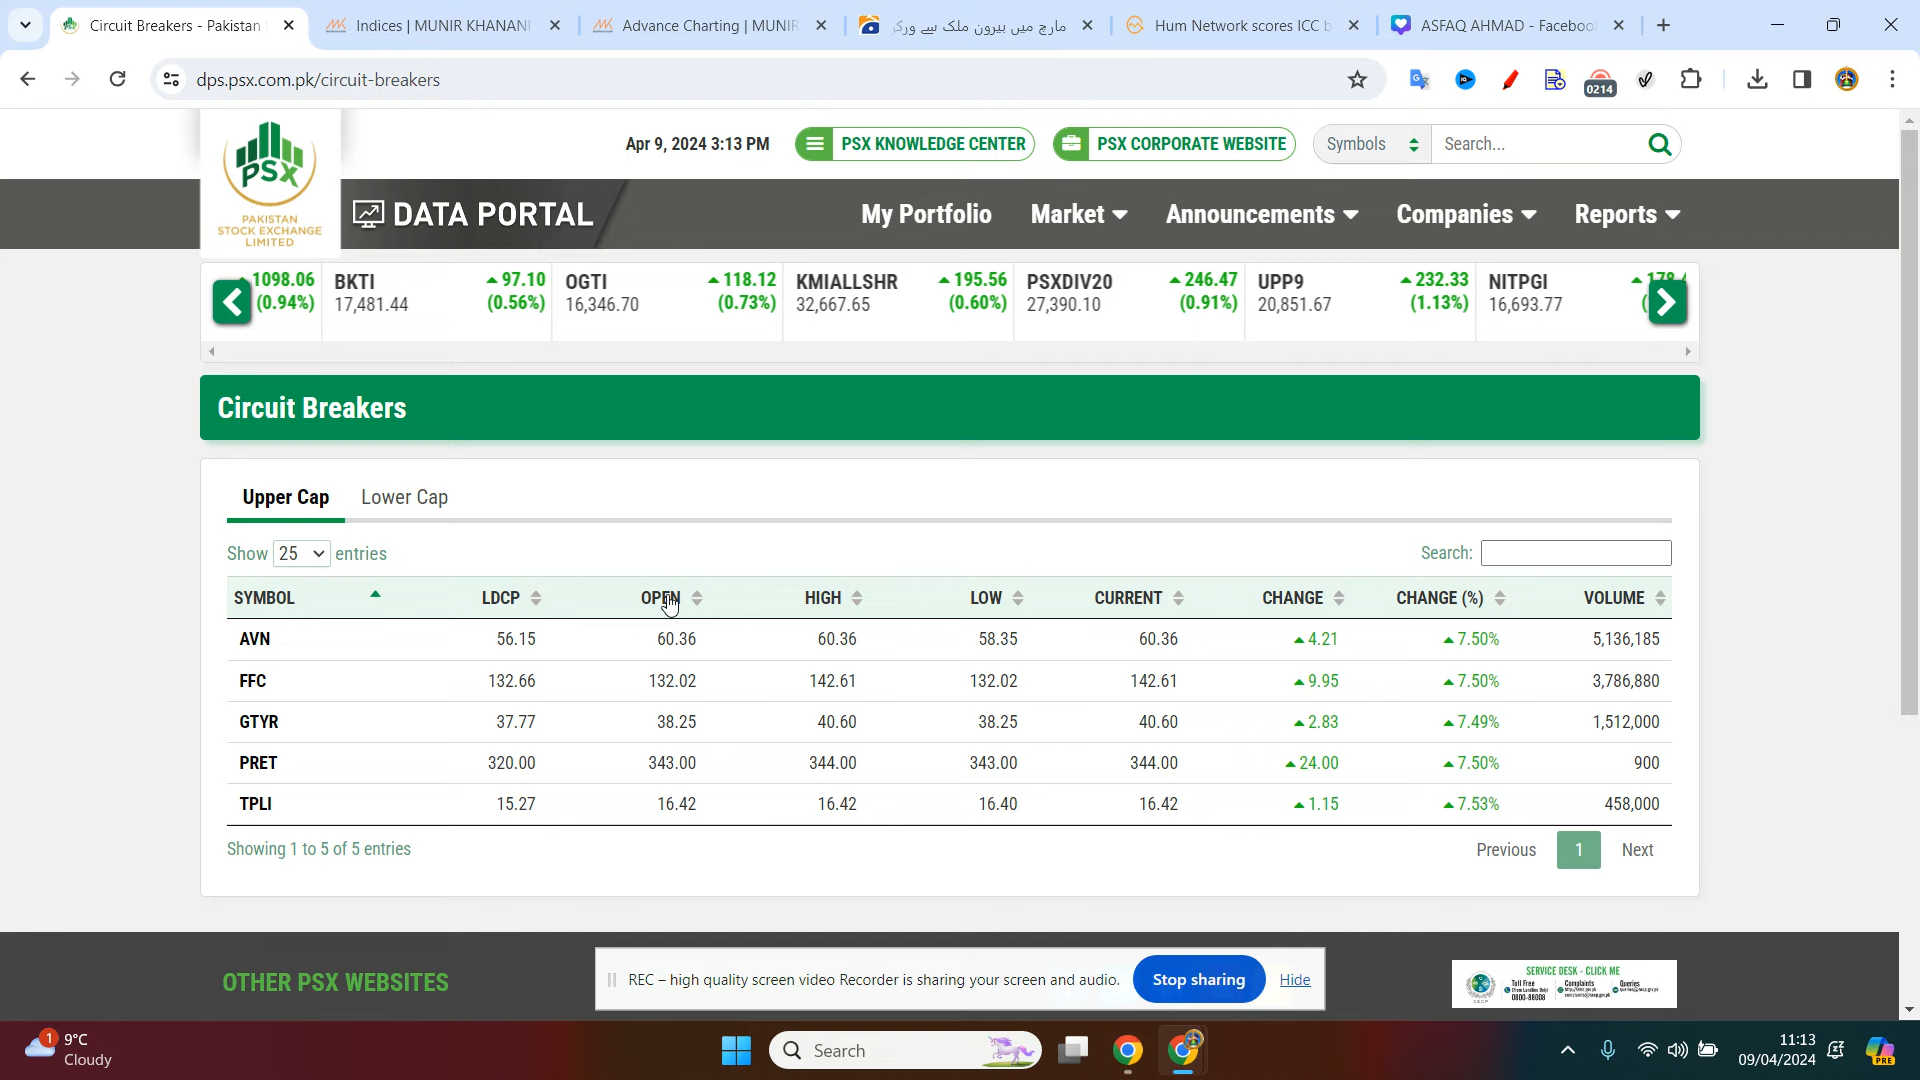 Circuit Breakers - Pakistan
Indices | MUNIR KHANANI
Advance Charting | MUNIR
مارچ میں بیرون ملک سے ورکر
Hum Network scores ICC b
ASFAQ AHMAD - Faceboo
dps.psx.com.pk/circuit-breakers
0214
PSX
PAKISTAN
STOCK EXCHANGE
LIMITED
Apr 9, 2024 3:13 PM
PSX KNOWLEDGE CENTER
PSX CORPORATE WEBSITE
Symbols
Search...
DATA PORTAL
My Portfolio
Market
Announcements
Companies
Reports
1098.06
(0.94%)
BKTI
17,481.44
97.10
(0.56%)
OGTI
16,346.70
118.12
(0.73%)
KMIALLSHR
32,667.65
195.56
(0.60%)
PSXDIV20
27,390.10
246.47
(0.91%)
UPP9
20,851.67
232.33
(1.13%)
NITPGI
16,693.77
Circuit Breakers
Upper Cap
Lower Cap
Show 25 entries
Search:
SYMBOL LDCP OPEN HIGH LOW CURRENT CHANGE CHANGE (%) VOLUME
AVN 56.15 60.36 60.36 58.35 60.36 4.21 7.50% 5,136,185
FFC 132.66 132.02 142.61 132.02 142.61 9.95 7.50% 3,786,880
GTYR 37.77 38.25 40.60 38.25 40.60 2.83 7.49% 1,512,000
PRET 320.00 343.00 344.00 343.00 344.00 24.00 7.50% 900
TPLI 15.27 16.42 16.42 16.40 16.42 1.15 7.53% 458,000
Showing 1 to 5 of 5 entries
Previous
1
Next
OTHER PSX WEBSITES
REC – high quality screen video Recorder is sharing your screen and audio.
Stop sharing
Hide
SERVICE DESK - CLICK ME
Toll Free
0800-88008
Complaints
Queries
1
9°C
Cloudy
Search
11:13
09/04/2024
PRE